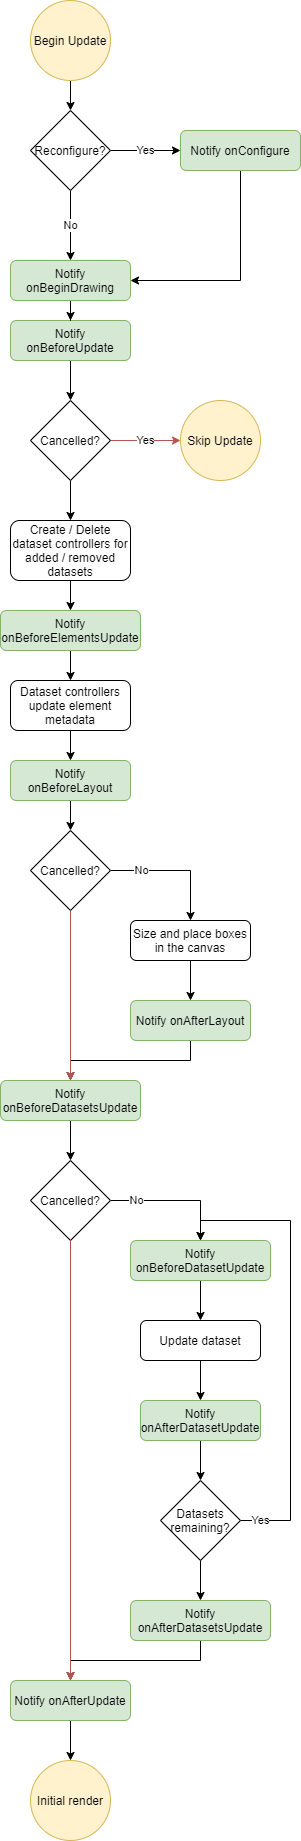 Begin Update
Reconfigure?
Yes
Notify onConfigure
No
Notify
onBeginDrawing
Notify
onBeforeUpdate
Cancelled?
Yes
Skip Update
Create / Delete
dataset controllers for
added / removed
datasets
Notify
onBeforeElementsUpdate
Dataset controllers
update element
metadata
Notify
onBeforeLayout
Cancelled?
No
Size and place boxes
in the canvas
Notify onAfterLayout
Notify
onBeforeDatasetsUpdate
Cancelled?
No
Notify
onBeforeDatasetUpdate
Update dataset
Notify
onAfterDatasetUpdate
Datasets
remaining?
Yes
Notify
onAfterDatasetsUpdate
Notify onAfterUpdate
Initial render